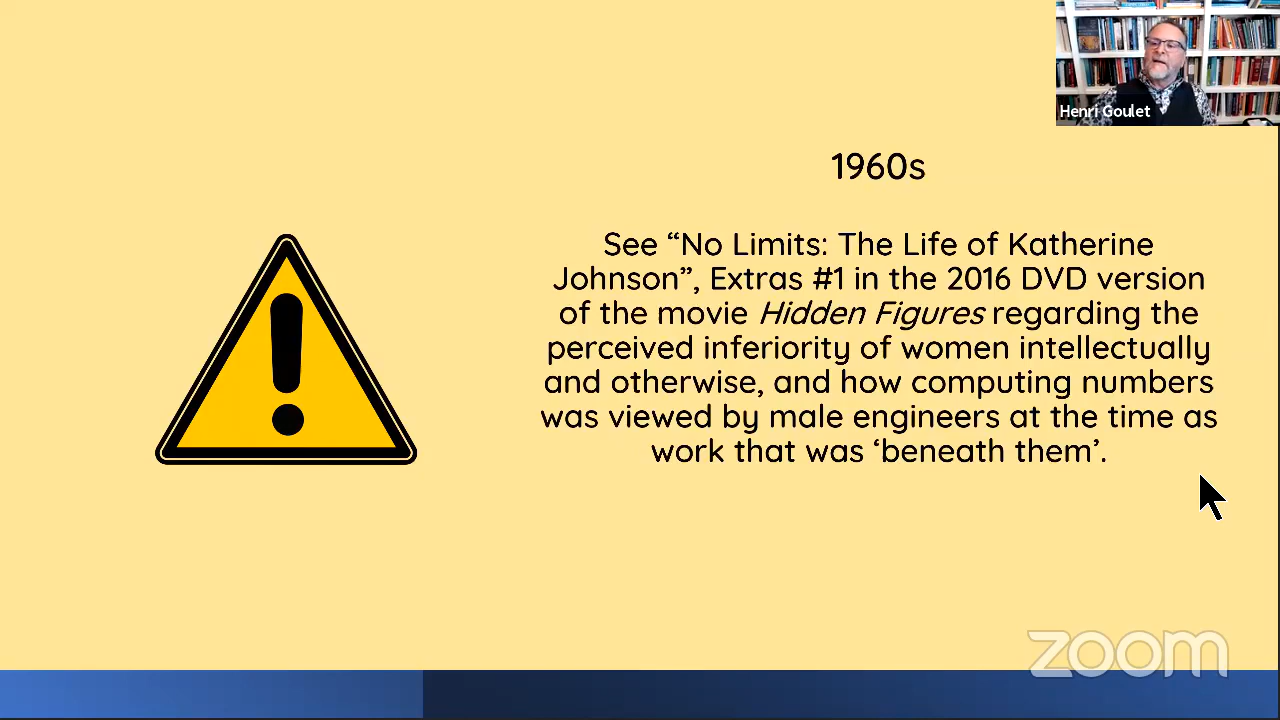 Henri Goulet
1960s
See “No Limits: The Life of Katherine
Johnson”, Extras #1 in the 2016 DVD version
of the movie Hidden Figures regarding the
perceived inferiority of women intellectually
and otherwise, and how computing numbers
was viewed by male engineers at the time as
work that was ‘beneath them’.
zoom